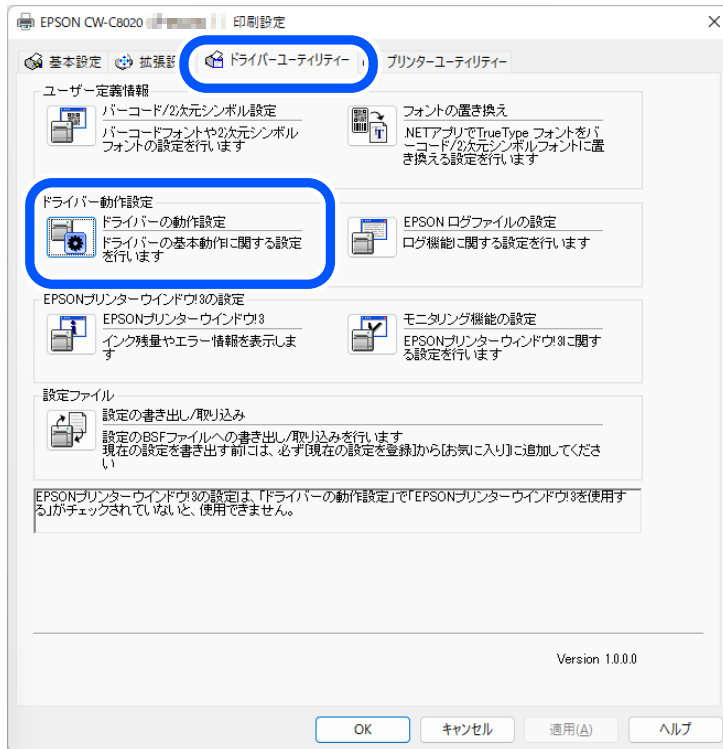 EPSON CW-C8020 印刷設定
基本設定
拡張設
ドライバーユーティリティー
プリンターユーティリティー
ユーザー定義情報
バーコード/2次元シンボル設定
バーコードフォントや2次元シンボル
フォントの設定を行います
フォントの置き換え
.NETアプリでTrueType フォントをバ
ーコード/2次元シンボルフォントに置
き換える設定を行います
ドライバー動作設定
ドライバーの動作設定
ドライバーの基本動作に関する設定
を行います
EPSON ログファイルの設定
ログ機能に関する設定を行います
EPSONプリンターウインドウ!3の設定
EPSONプリンターウインドウ!3
インク残量やエラー情報を表示しま
す
モニタリング機能の設定
EPSONプリンターウィンドウ!3に関す
る設定を行います
設定ファイル
設定の書き出し/取り込み
設定のBSFファイルへの書き出し/取り込みを行います
現在の設定を書き出す前には、必ず[現在の設定を登録]から[お気に入り]に追加してくださ
い
EPSONプリンターウインドウ!3の設定は、「ドライバーの動作設定」で「EPSONプリンターウインドウ!3を使用す
る」がチェックされていないと、使用できません。
Version 1.0.0.0
OK
キャンセル
適用(A)
ヘルプ